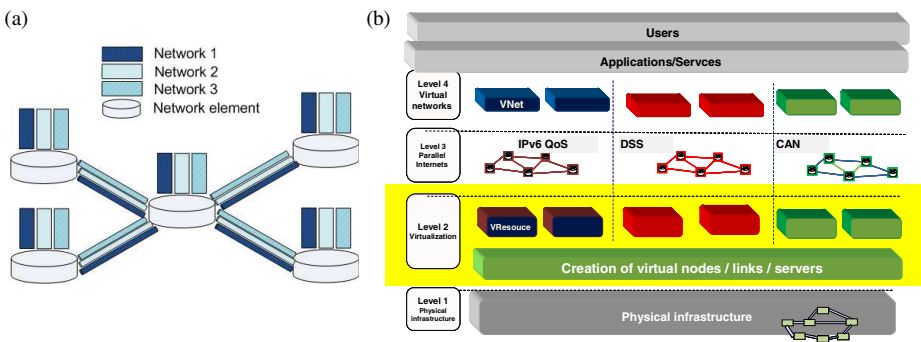 (a)
Network 1
Network 2
Network 3
Network element
(b)
Users
Applications/Servces
Level 4
Virtual
networks
VNet
Level 3
Parallel
Internets
IPv6 QoS
DSS
CAN
Level 2
Virtualization
VResouce
Creation of virtual nodes / links / servers
Level 1
Physical
infrastructure
Physical infrastructure